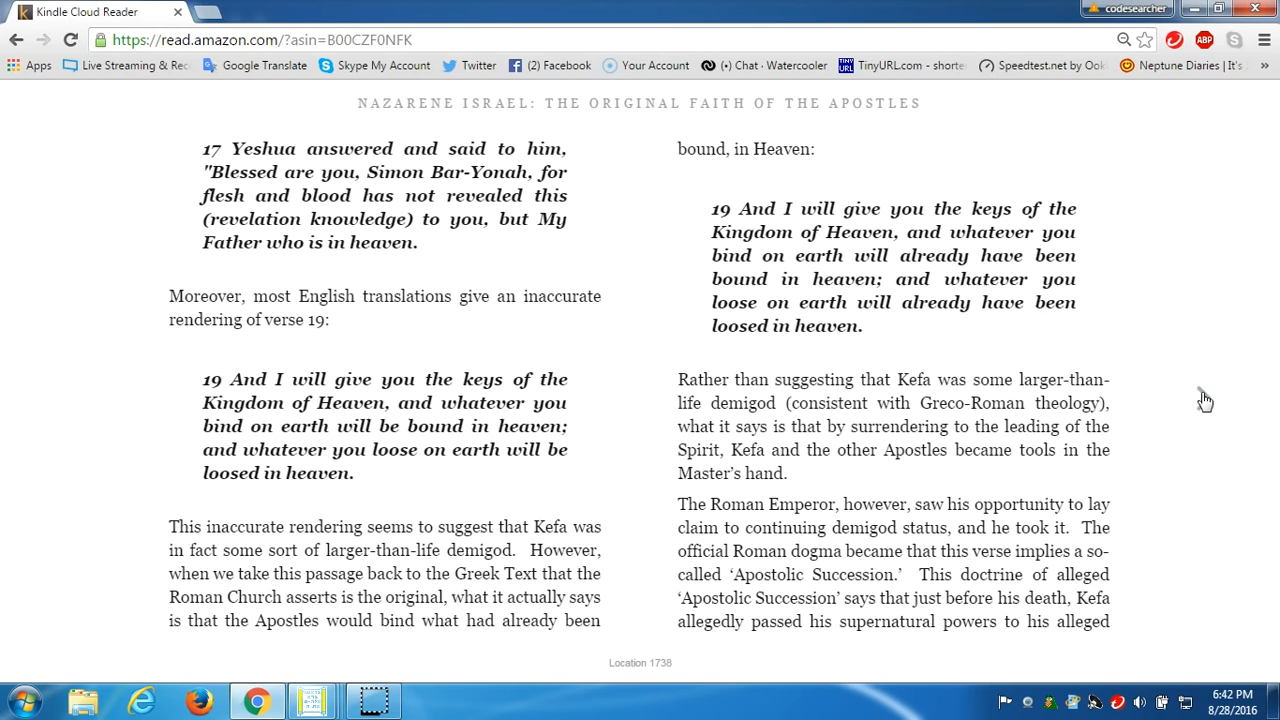 Kindle Cloud Reader
codesearcher
https://read.amazon.com/?asin=B00CZF0NFK
Apps
Live Streaming & Rec
Google Translate
Skype My Account
Twitter
(2) Facebook
Your Account
(•) Chat · Watercooler
TinyURL.com - shorte
Speedtest.net by Ookl
Neptune Diaries | It's
NAZARENE ISRAEL: THE ORIGINAL FAITH OF THE APOSTLES
17 Yeshua answered and said to him,
"Blessed are you, Simon Bar-Yonah, for
flesh and blood has not revealed this
(revelation knowledge) to you, but My
Father who is in heaven.
Moreover, most English translations give an inaccurate
rendering of verse 19:
19 And I will give you the keys of the
Kingdom of Heaven, and whatever you
bind on earth will be bound in heaven;
and whatever you loose on earth will be
loosed in heaven.
This inaccurate rendering seems to suggest that Kefa was
in fact some sort of larger-than-life demigod. However,
when we take this passage back to the Greek Text that the
Roman Church asserts is the original, what it actually says
is that the Apostles would bind what had already been
bound, in Heaven:
19 And I will give you the keys of the
Kingdom of Heaven, and whatever you
bind on earth will already have been
bound in heaven; and whatever you
loose on earth will already have been
loosed in heaven.
Rather than suggesting that Kefa was some larger-than-
life demigod (consistent with Greco-Roman theology),
what it says is that by surrendering to the leading of the
Spirit, Kefa and the other Apostles became tools in the
Master's hand.
The Roman Emperor, however, saw his opportunity to lay
claim to continuing demigod status, and he took it. The
official Roman dogma became that this verse implies a so-
called 'Apostolic Succession.' This doctrine of alleged
'Apostolic Succession' says that just before his death, Kefa
allegedly passed his supernatural powers to his alleged
Location 1738
6:42 PM
8/28/2016